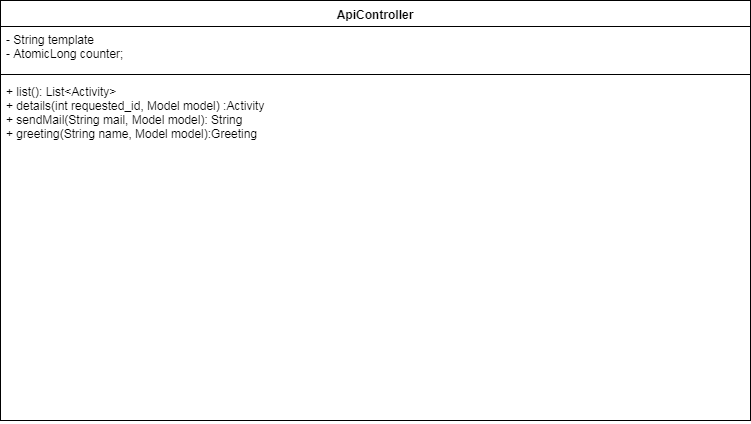 ApiController
- String template
- AtomicLong counter;
+ list(): List<Activity>
+ details(int requested_id, Model model) :Activity
+ sendMail(String mail, Model model): String
+ greeting(String name, Model model):Greeting